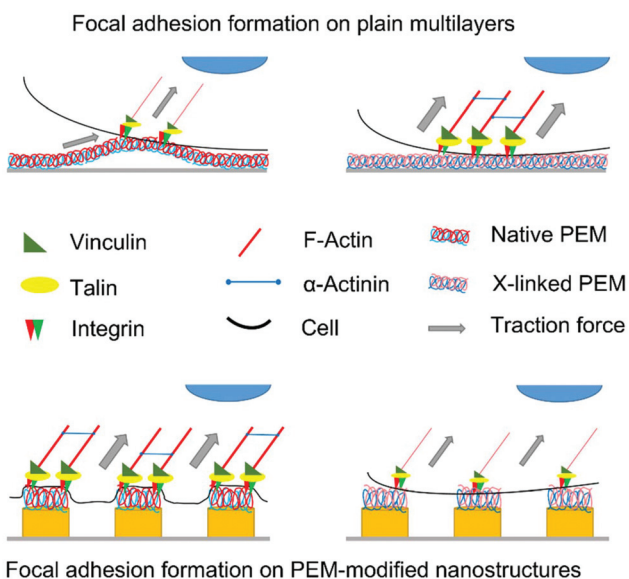 Focal adhesion formation on plain multilayers
Vinculin
F-Actin
Native PEM
Talin
α-Actinin
X-linked PEM
Integrin
Cell
Traction force
Focal adhesion formation on PEM-modified nanostructures